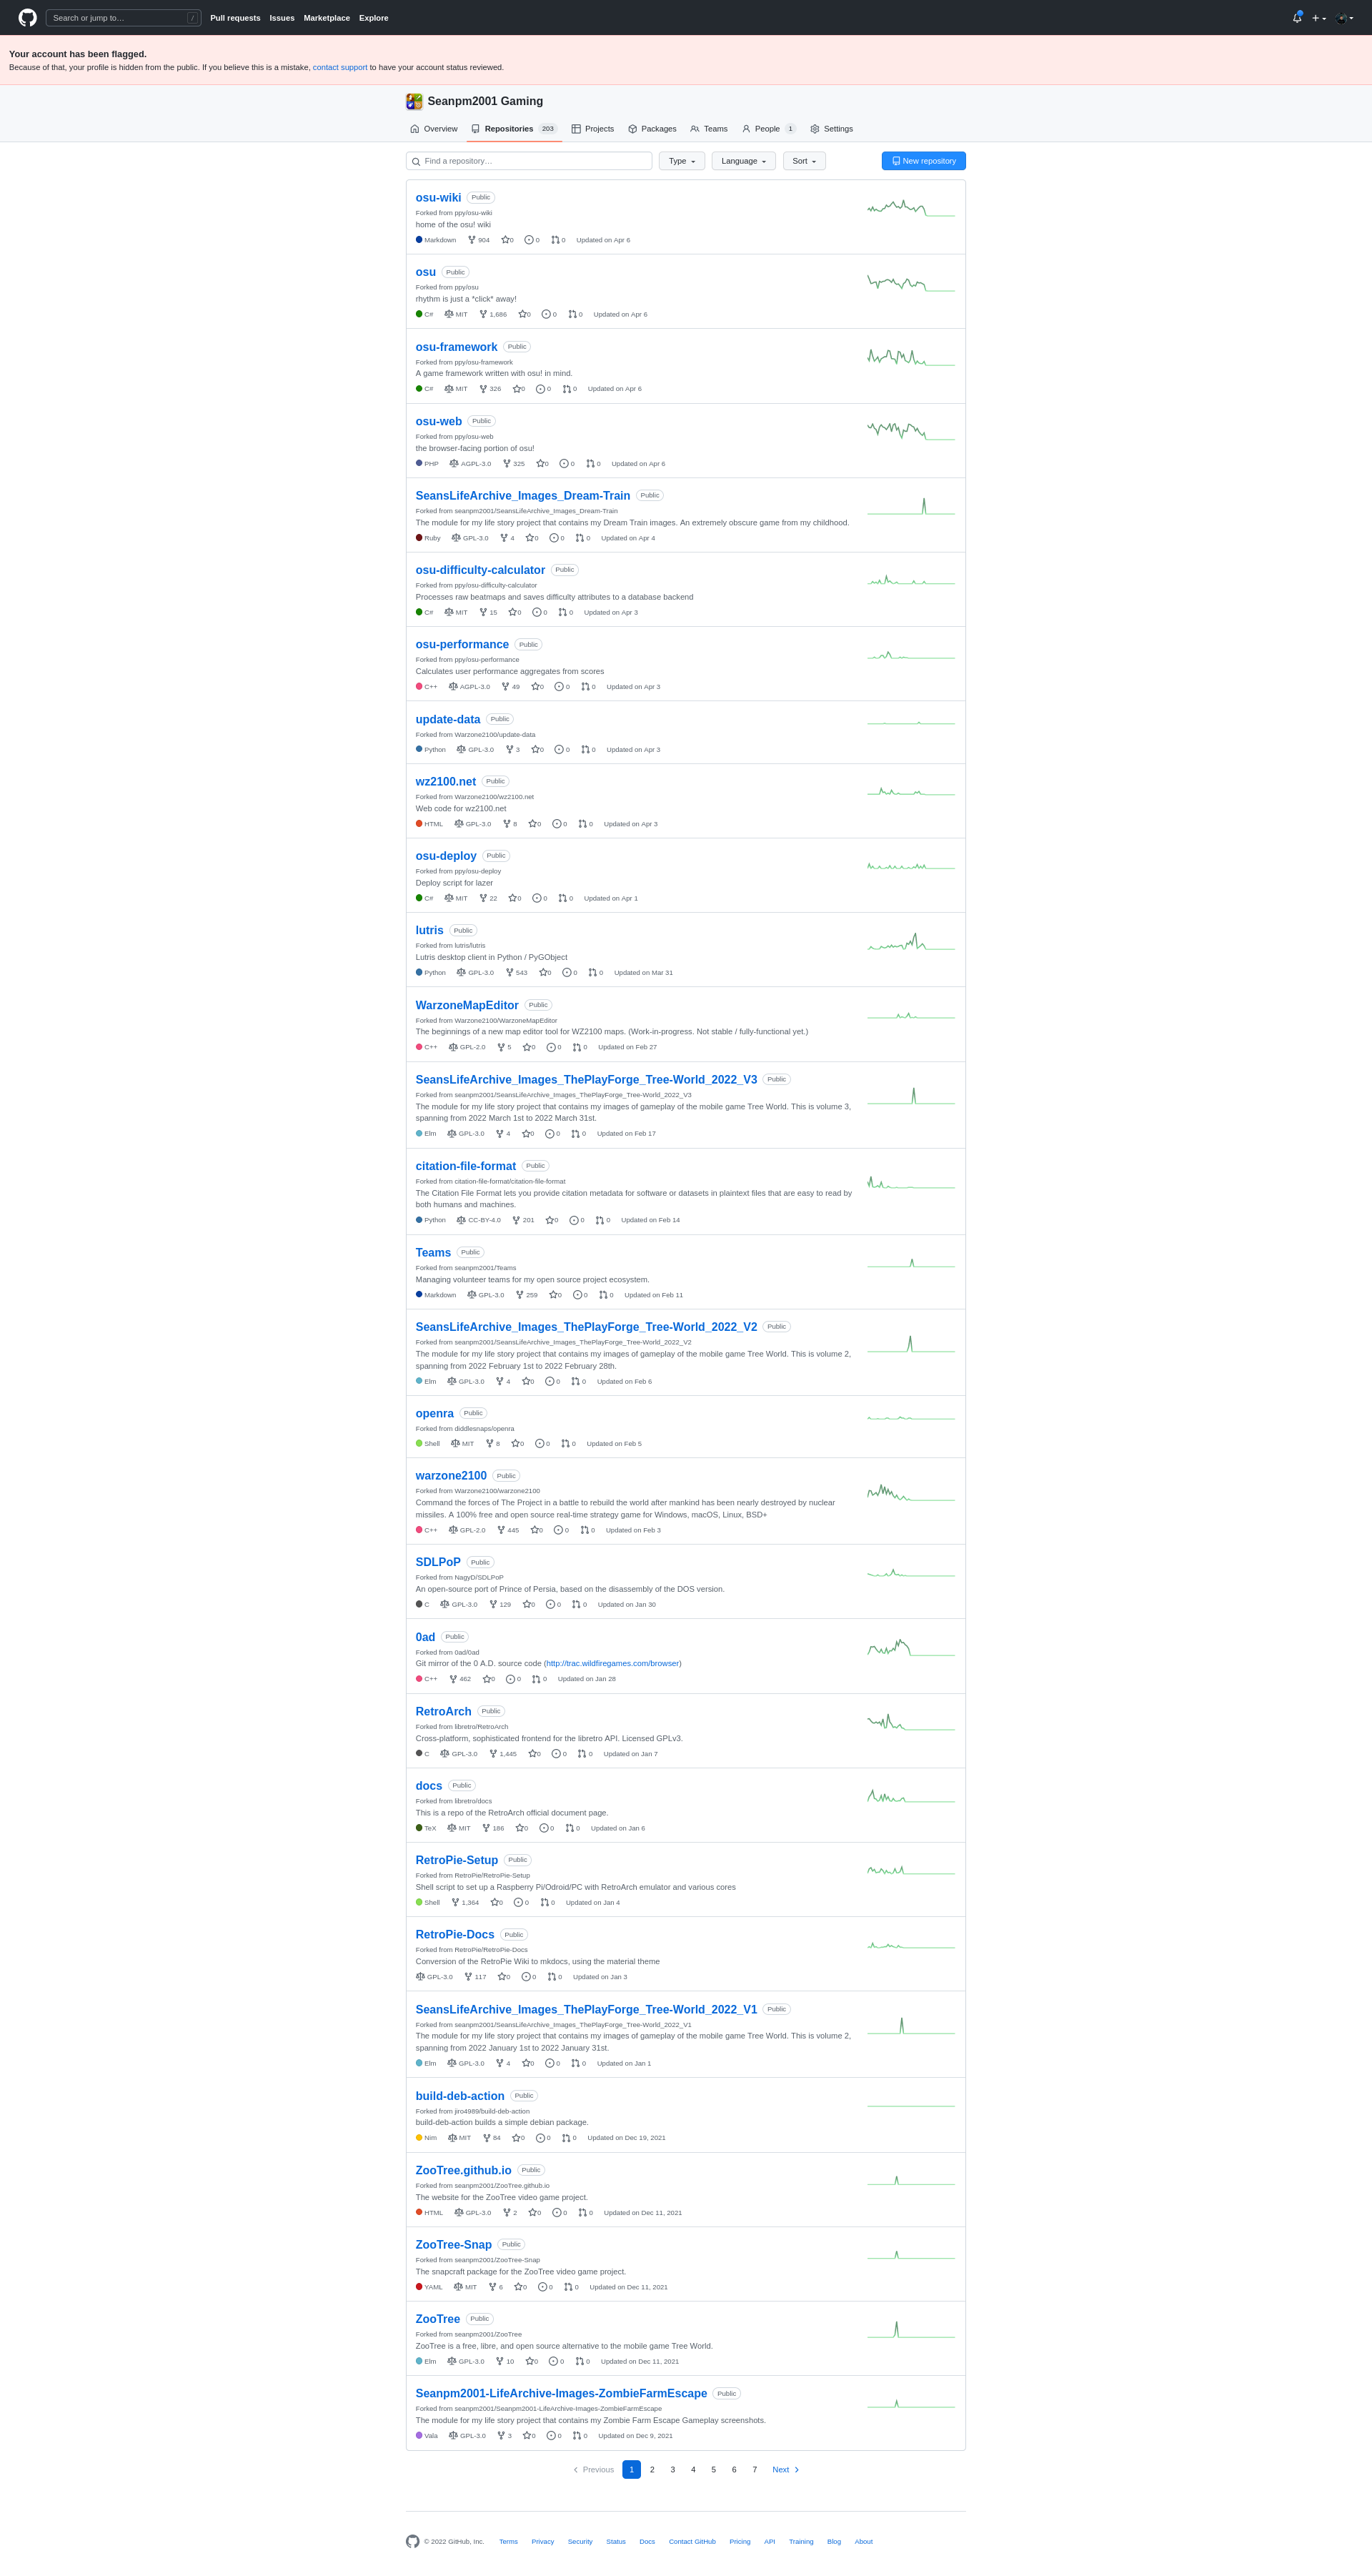 Search or jump to… /
Pull requests Issues Marketplace Explore
Your account has been flagged.
Because of that, your profile is hidden from the public. If you believe this is a mistake, contact support to have your account status reviewed.
Seanpm2001 Gaming
Overview Repositories 203 Projects Packages Teams People 1 Settings
Find a repository… Type Language Sort New repository
osu-wiki Public
Forked from ppy/osu-wiki
home of the osu! wiki
Markdown 904 0 0 0 Updated on Apr 6
osu Public
Forked from ppy/osu
rhythm is just a *click* away!
C# MIT 1,686 0 0 0 Updated on Apr 6
osu-framework Public
Forked from ppy/osu-framework
A game framework written with osu! in mind.
C# MIT 326 0 0 0 Updated on Apr 6
osu-web Public
Forked from ppy/osu-web
the browser-facing portion of osu!
PHP AGPL-3.0 325 0 0 0 Updated on Apr 6
SeansLifeArchive_Images_Dream-Train Public
Forked from seanpm2001/SeansLifeArchive_Images_Dream-Train
The module for my life story project that contains my Dream Train images. An extremely obscure game from my childhood.
Ruby GPL-3.0 4 0 0 0 Updated on Apr 4
osu-difficulty-calculator Public
Forked from ppy/osu-difficulty-calculator
Processes raw beatmaps and saves difficulty attributes to a database backend
C# MIT 15 0 0 0 Updated on Apr 3
osu-performance Public
Forked from ppy/osu-performance
Calculates user performance aggregates from scores
C++ AGPL-3.0 49 0 0 0 Updated on Apr 3
update-data Public
Forked from Warzone2100/update-data
Python GPL-3.0 3 0 0 0 Updated on Apr 3
wz2100.net Public
Forked from Warzone2100/wz2100.net
Web code for wz2100.net
HTML GPL-3.0 8 0 0 0 Updated on Apr 3
osu-deploy Public
Forked from ppy/osu-deploy
Deploy script for lazer
C# MIT 22 0 0 0 Updated on Apr 1
lutris Public
Forked from lutris/lutris
Lutris desktop client in Python / PyGObject
Python GPL-3.0 543 0 0 0 Updated on Mar 31
WarzoneMapEditor Public
Forked from Warzone2100/WarzoneMapEditor
The beginnings of a new map editor tool for WZ2100 maps. (Work-in-progress. Not stable / fully-functional yet.)
C++ GPL-2.0 5 0 0 0 Updated on Feb 27
SeansLifeArchive_Images_ThePlayForge_Tree-World_2022_V3 Public
Forked from seanpm2001/SeansLifeArchive_Images_ThePlayForge_Tree-World_2022_V3
The module for my life story project that contains my images of gameplay of the mobile game Tree World. This is volume 3,
spanning from 2022 March 1st to 2022 March 31st.
Elm GPL-3.0 4 0 0 0 Updated on Feb 17
citation-file-format Public
Forked from citation-file-format/citation-file-format
The Citation File Format lets you provide citation metadata for software or datasets in plaintext files that are easy to read by
both humans and machines.
Python CC-BY-4.0 201 0 0 0 Updated on Feb 14
Teams Public
Forked from seanpm2001/Teams
Managing volunteer teams for my open source project ecosystem.
Markdown GPL-3.0 259 0 0 0 Updated on Feb 11
SeansLifeArchive_Images_ThePlayForge_Tree-World_2022_V2 Public
Forked from seanpm2001/SeansLifeArchive_Images_ThePlayForge_Tree-World_2022_V2
The module for my life story project that contains my images of gameplay of the mobile game Tree World. This is volume 2,
spanning from 2022 February 1st to 2022 February 28th.
Elm GPL-3.0 4 0 0 0 Updated on Feb 6
openra Public
Forked from diddlesnaps/openra
Shell MIT 8 0 0 0 Updated on Feb 5
warzone2100 Public
Forked from Warzone2100/warzone2100
Command the forces of The Project in a battle to rebuild the world after mankind has been nearly destroyed by nuclear
missiles. A 100% free and open source real-time strategy game for Windows, macOS, Linux, BSD+
C++ GPL-2.0 445 0 0 0 Updated on Feb 3
SDLPoP Public
Forked from NagyD/SDLPoP
An open-source port of Prince of Persia, based on the disassembly of the DOS version.
C GPL-3.0 129 0 0 0 Updated on Jan 30
0ad Public
Forked from 0ad/0ad
Git mirror of the 0 A.D. source code (http://trac.wildfiregames.com/browser)
C++ 462 0 0 0 Updated on Jan 28
RetroArch Public
Forked from libretro/RetroArch
Cross-platform, sophisticated frontend for the libretro API. Licensed GPLv3.
C GPL-3.0 1,445 0 0 0 Updated on Jan 7
docs Public
Forked from libretro/docs
This is a repo of the RetroArch official document page.
TeX MIT 186 0 0 0 Updated on Jan 6
RetroPie-Setup Public
Forked from RetroPie/RetroPie-Setup
Shell script to set up a Raspberry Pi/Odroid/PC with RetroArch emulator and various cores
Shell 1,364 0 0 0 Updated on Jan 4
RetroPie-Docs Public
Forked from RetroPie/RetroPie-Docs
Conversion of the RetroPie Wiki to mkdocs, using the material theme
GPL-3.0 117 0 0 0 Updated on Jan 3
SeansLifeArchive_Images_ThePlayForge_Tree-World_2022_V1 Public
Forked from seanpm2001/SeansLifeArchive_Images_ThePlayForge_Tree-World_2022_V1
The module for my life story project that contains my images of gameplay of the mobile game Tree World. This is volume 2,
spanning from 2022 January 1st to 2022 January 31st.
Elm GPL-3.0 4 0 0 0 Updated on Jan 1
build-deb-action Public
Forked from jiro4989/build-deb-action
build-deb-action builds a simple debian package.
Nim MIT 84 0 0 0 Updated on Dec 19, 2021
ZooTree.github.io Public
Forked from seanpm2001/ZooTree.github.io
The website for the ZooTree video game project.
HTML GPL-3.0 2 0 0 0 Updated on Dec 11, 2021
ZooTree-Snap Public
Forked from seanpm2001/ZooTree-Snap
The snapcraft package for the ZooTree video game project.
YAML MIT 6 0 0 0 Updated on Dec 11, 2021
ZooTree Public
Forked from seanpm2001/ZooTree
ZooTree is a free, libre, and open source alternative to the mobile game Tree World.
Elm GPL-3.0 10 0 0 0 Updated on Dec 11, 2021
Seanpm2001-LifeArchive-Images-ZombieFarmEscape Public
Forked from seanpm2001/Seanpm2001-LifeArchive-Images-ZombieFarmEscape
The module for my life story project that contains my Zombie Farm Escape Gameplay screenshots.
Vala GPL-3.0 3 0 0 0 Updated on Dec 9, 2021
Previous 1 2 3 4 5 6 7 Next
© 2022 GitHub, Inc. Terms Privacy Security Status Docs Contact GitHub Pricing API Training Blog About